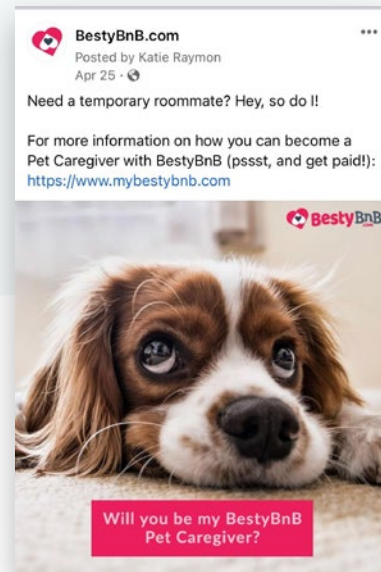 BestyBnB.com
Posted by Katie Raymon
Apr 25 ·
Need a temporary roommate? Hey, so do I!
For more information on how you can become a
Pet Caregiver with BestyBnB (pssst, and get paid!):
https://www.mybestybnb.com
BestyBnB
.com
Will you be my BestyBnB
Pet Caregiver?